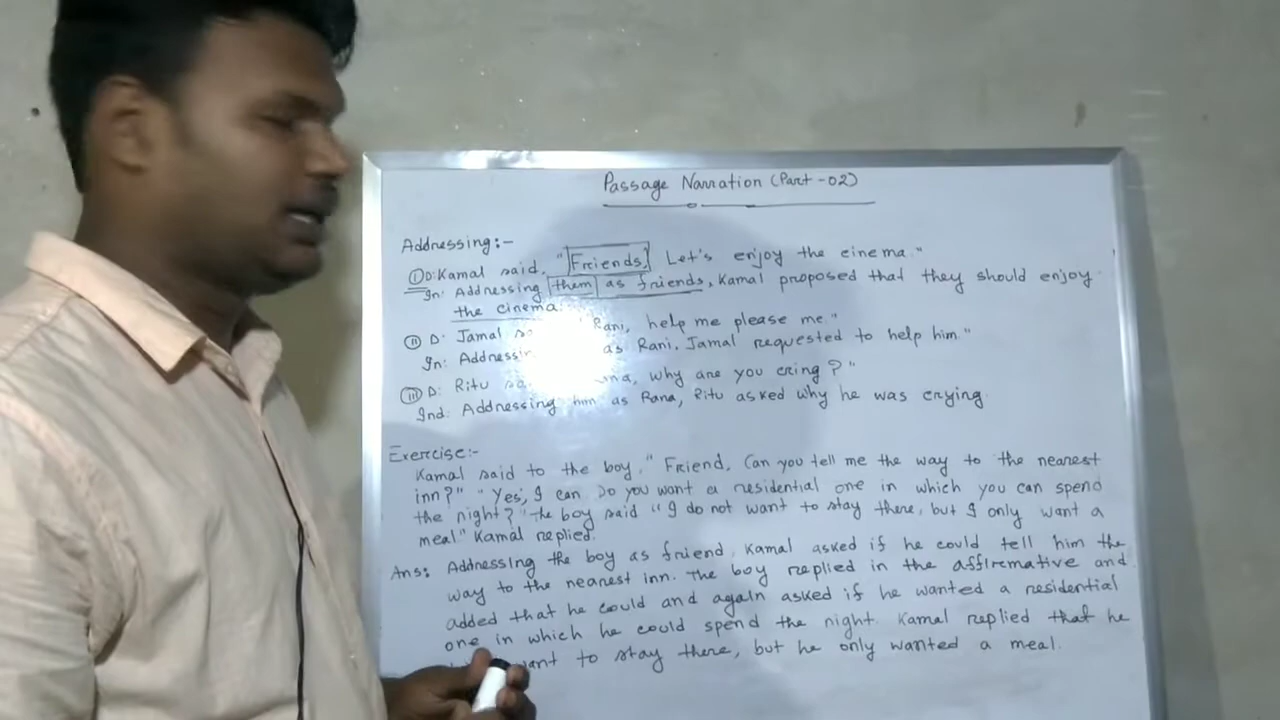 Passage Narration (Part-02)
Addressing:-
(i) D: Kamal said, "Friends, Let's enjoy the cinema."
In: Addressing them as friends, Kamal proposed that they should enjoy
the cinema.
(ii) D: Jamal Rani, help me please me."
In: as Rani. Jamal requested to help him."
(iii) D: Ritu why are you cring?"
Ind: Addressing him as Rana, Ritu asked why he was crying.
Exercise:-
Kamal said to the boy, "Friend, Can you tell me the way to the nearest
inn?" "Yes, I can. Do you want a residential one in which you can spend
the night?" The boy said "I do not want to stay there, but I only want a
meal" Kamal replied.
Ans: Addressing the boy as friend, Kamal asked if he could tell him the
way to the nearest inn. The boy replied in the affirmative and
added that he could and again asked if he wanted a residential
one in which he could spend the night. Kamal replied that he
want to stay there, but he only wanted a meal.